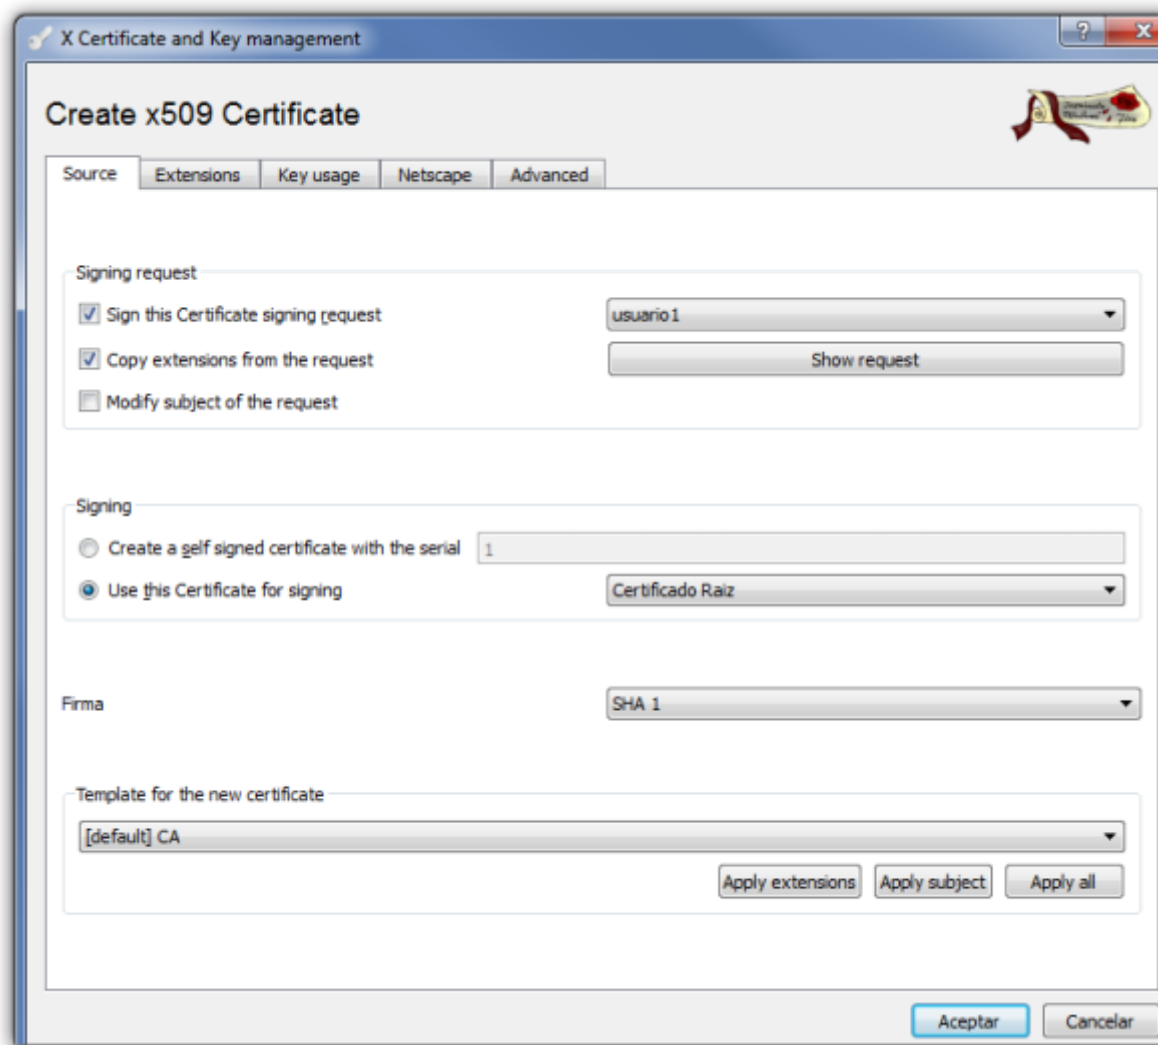 X Certificate and Key management
Create x509 Certificate
Source Extensions Key usage Netscape Advanced
Signing request
Sign this Certificate signing request usuario1
Copy extensions from the request Show request
Modify subject of the request
Signing
Create a self signed certificate with the serial 1
Use this Certificate for signing Certificado Raiz
Firma SHA 1
Template for the new certificate
[default] CA
Apply extensions Apply subject Apply all
Aceptar Cancelar